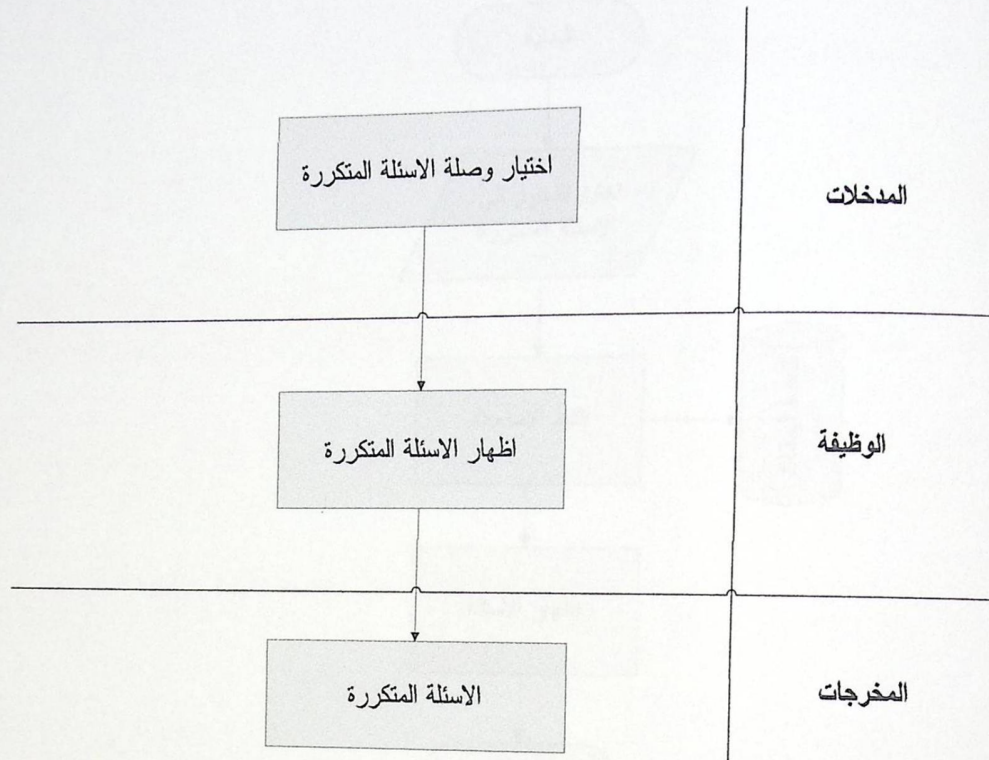 المدخلات
اختيار وصلة الاسئلة المتكررة
الوظيفة
اظهار الاسئلة المتكررة
المخرجات
الاسئلة المتكررة